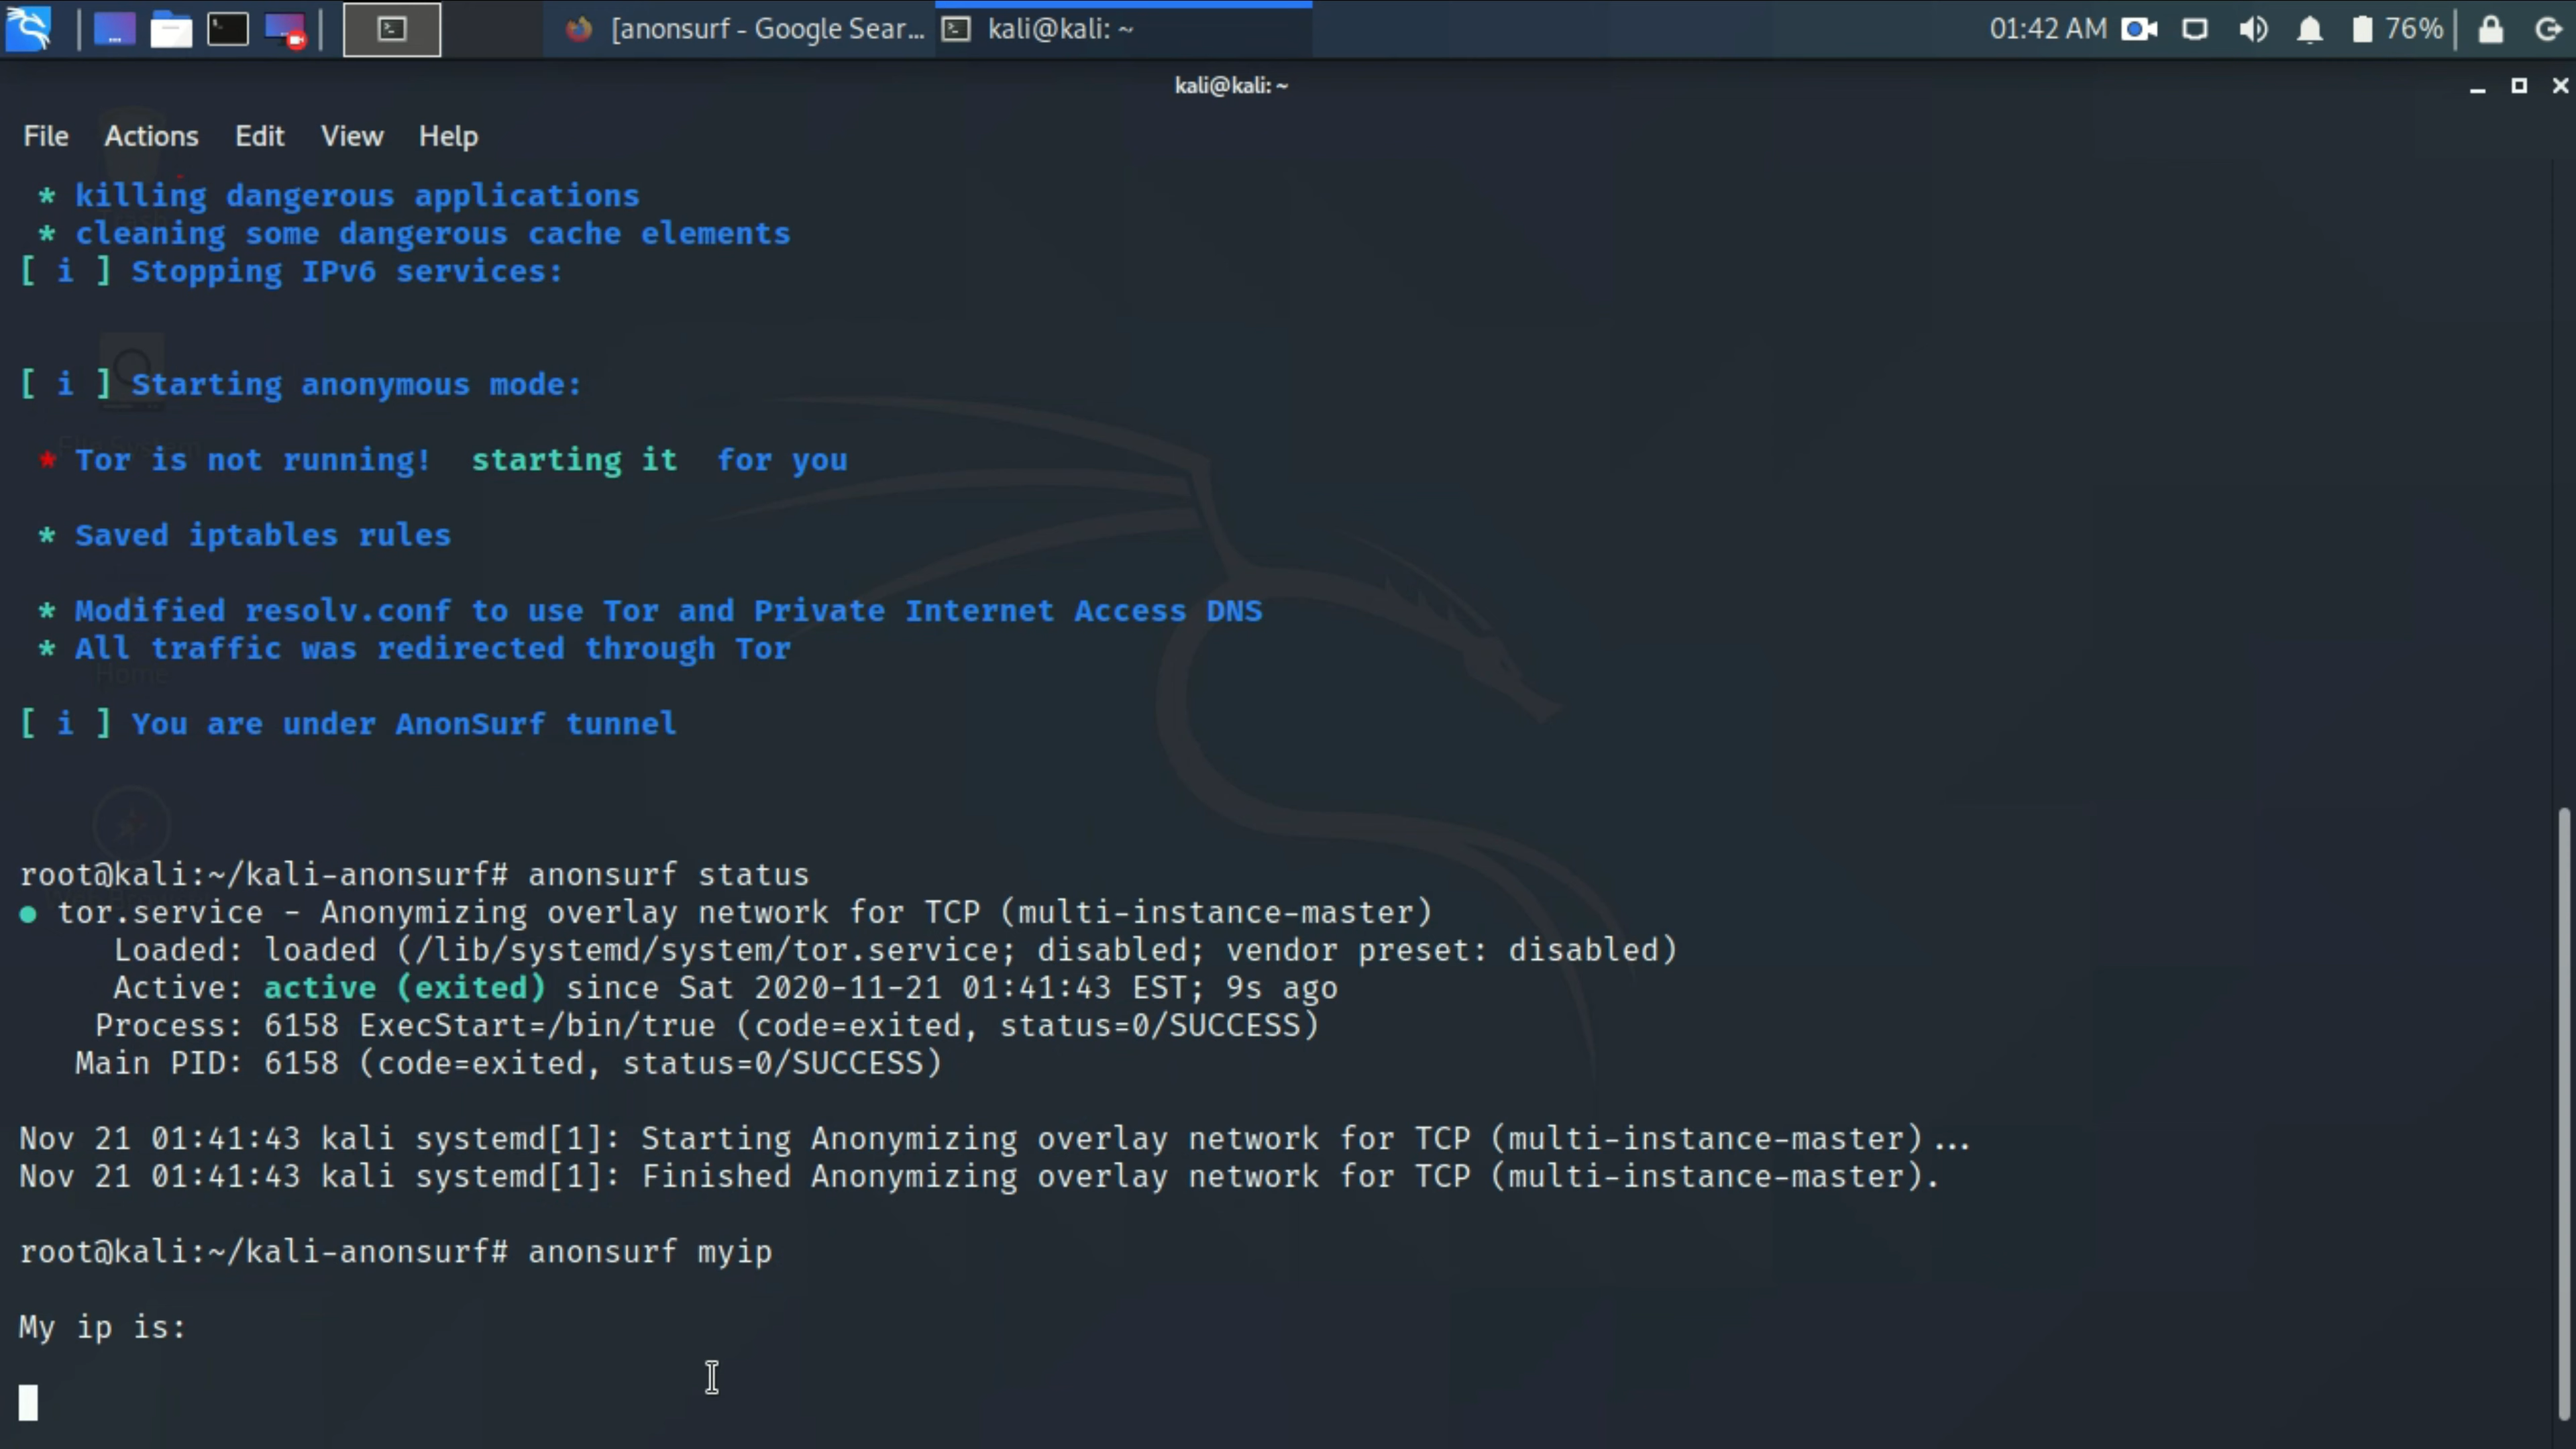 [anonsurf - Google Sear...
kali@kali: ~
01:42 AM
76%
kali@kali: ~
File Actions Edit View Help
* killing dangerous applications
* cleaning some dangerous cache elements
[ i ] Stopping IPv6 services:
[ i ] Starting anonymous mode:
* Tor is not running!  starting it  for you
* Saved iptables rules
* Modified resolv.conf to use Tor and Private Internet Access DNS
* All traffic was redirected through Tor
Home
[ i ] You are under AnonSurf tunnel
root@kali:~/kali-anonsurf# anonsurf status
● tor.service - Anonymizing overlay network for TCP (multi-instance-master)
Loaded: loaded (/lib/systemd/system/tor.service; disabled; vendor preset: disabled)
Active: active (exited) since Sat 2020-11-21 01:41:43 EST; 9s ago
Process: 6158 ExecStart=/bin/true (code=exited, status=0/SUCCESS)
Main PID: 6158 (code=exited, status=0/SUCCESS)
Nov 21 01:41:43 kali systemd[1]: Starting Anonymizing overlay network for TCP (multi-instance-master)...
Nov 21 01:41:43 kali systemd[1]: Finished Anonymizing overlay network for TCP (multi-instance-master).
root@kali:~/kali-anonsurf# anonsurf myip
My ip is: